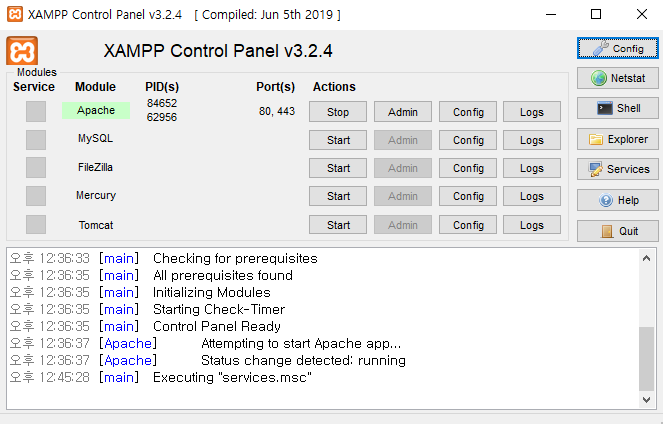 XAMPP Control Panel v3.2.4 [ Compiled: Jun 5th 2019 ]
XAMPP Control Panel v3.2.4
Config
Modules
Service Module PID(s) Port(s) Actions
Netstat
Apache 84652 62956 80, 443 Stop Admin Config Logs
Shell
MySQL Start Admin Config Logs
Explorer
FileZilla Start Admin Config Logs
Services
Mercury Start Admin Config Logs
Help
Tomcat Start Admin Config Logs
Quit
오후 12:36:33 [main] Checking for prerequisites
오후 12:36:35 [main] All prerequisites found
오후 12:36:35 [main] Initializing Modules
오후 12:36:35 [main] Starting Check-Timer
오후 12:36:35 [main] Control Panel Ready
오후 12:36:37 [Apache] Attempting to start Apache app...
오후 12:36:37 [Apache] Status change detected: running
오후 12:45:28 [main] Executing "services.msc"